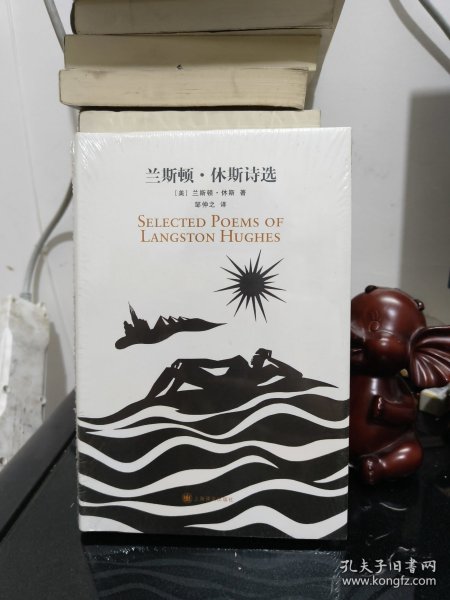 兰斯顿·休斯诗选
［美］兰斯顿·休斯 著
邹仲之 译
SELECTED POEMS OF
LANGSTON HUGHES
上海译文出版社
孔夫子旧书网
www.kongfz.com